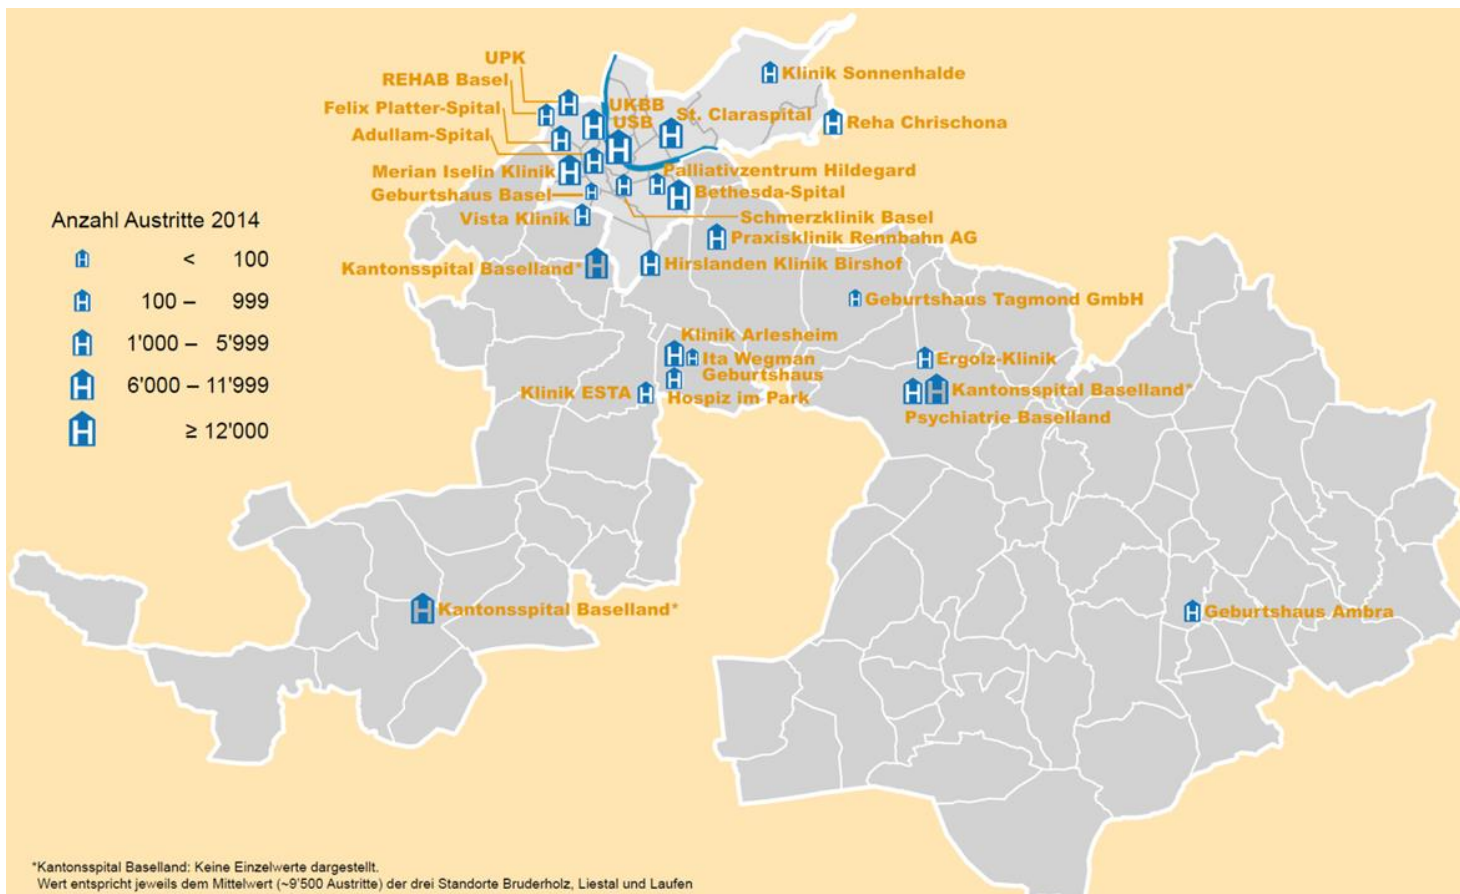 UPK
REHAB Basel
Felix Platter-Spital
Adullam-Spital
Merian Iselin Klinik
Geburtshaus Basel
Vista Klinik
Kantonsspital Baselland*
UKBB
USB
St. Claraspital
Klinik Sonnenhalde
Reha Chrischona
Palliativzentrum Hildegard
Bethesda-Spital
Schmerzklinik Basel
Praxisklinik Rennbahn AG
Hirslanden Klinik Birshof
Geburtshaus Tagmond GmbH
Klinik Arlesheim
Ita Wegman
Geburtshaus
Hospiz im Park
Klinik ESTA
Ergolz-Klinik
Kantonsspital Baselland*
Psychiatrie Baselland
Kantonsspital Baselland*
Geburtshaus Ambra
Anzahl Austritte 2014
< 100
100 – 999
1'000 – 5'999
6'000 – 11'999
≥ 12'000
*Kantonsspital Baselland: Keine Einzelwerte dargestellt.
Wert entspricht jeweils dem Mittelwert (~9'500 Austritte) der drei Standorte Bruderholz, Liestal und Laufen